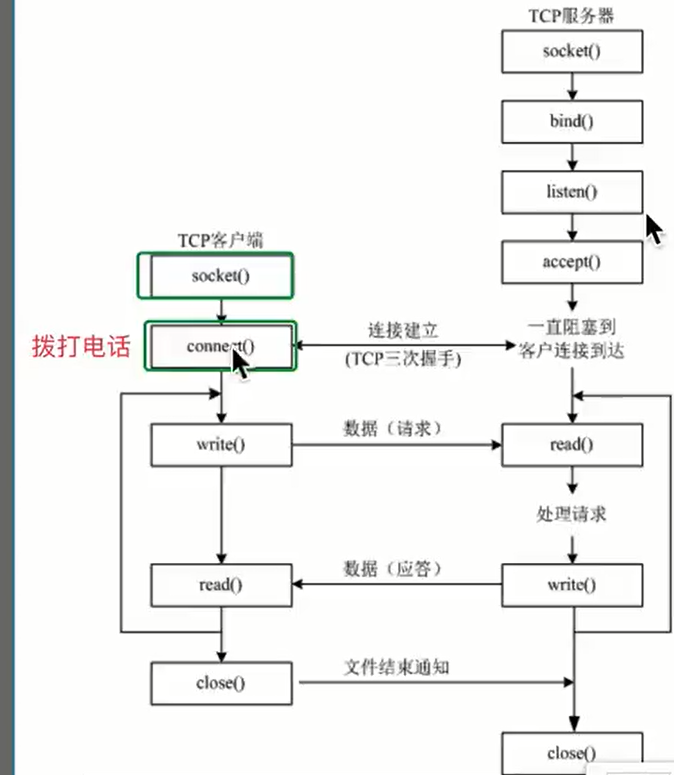 TCP服务器
socket()
bind()
listen()
accept()
TCP客户端
socket()
拨打电话
connect()
连接建立
(TCP三次握手)
一直阻塞到
客户连接到达
write()
数据（请求）
read()
处理请求
read()
数据（应答）
write()
close()
文件结束通知
close()